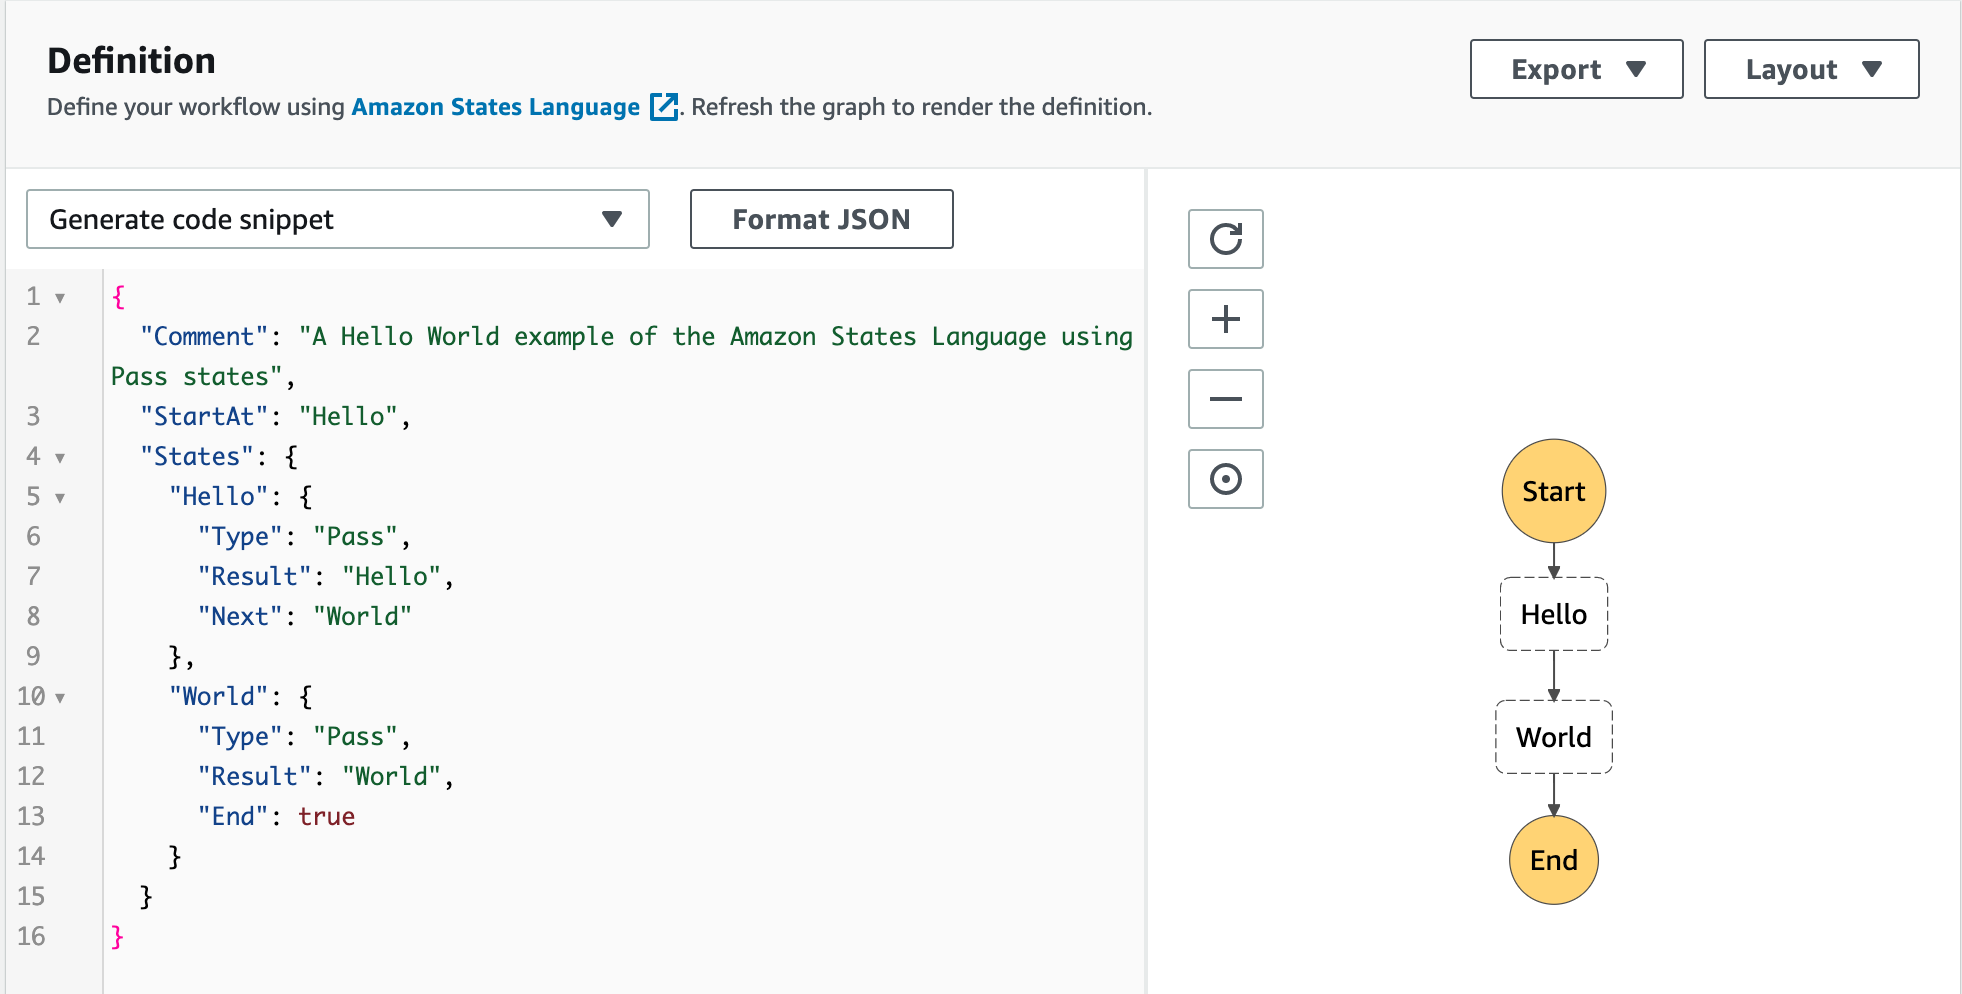 Definition
Define your workflow using Amazon States Language. Refresh the graph to render the definition.
Export
Layout
Generate code snippet
Format JSON
1 {
2 "Comment": "A Hello World example of the Amazon States Language using
Pass states",
3 "StartAt": "Hello",
4 "States": {
5 "Hello": {
6 "Type": "Pass",
7 "Result": "Hello",
8 "Next": "World"
9 },
10 "World": {
11 "Type": "Pass",
12 "Result": "World",
13 "End": true
14 }
15 }
16 }
Start
Hello
World
End